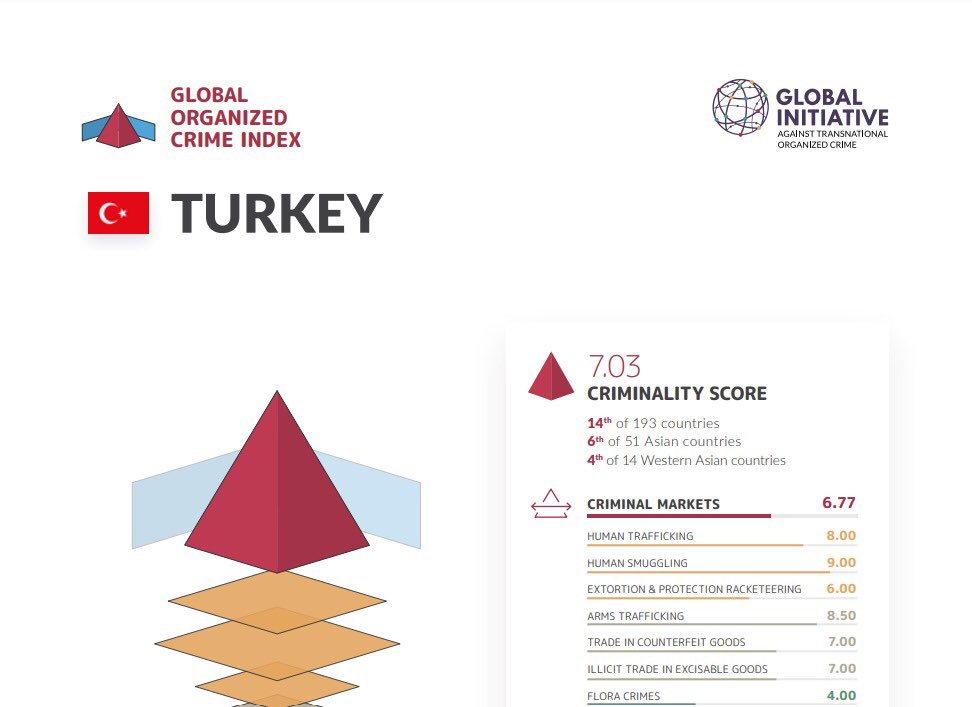 GLOBAL
ORGANIZED
CRIME INDEX
GLOBAL
INITIATIVE
AGAINST TRANSNATIONAL
ORGANIZED CRIME
TURKEY
7.03
CRIMINALITY SCORE
14th of 193 countries
6th of 51 Asian countries
4th of 14 Western Asian countries
CRIMINAL MARKETS 6.77
HUMAN TRAFFICKING 8.00
HUMAN SMUGGLING 9.00
EXTORTION & PROTECTION RACKETEERING 6.00
ARMS TRAFFICKING 8.50
TRADE IN COUNTERFEIT GOODS 7.00
ILLICIT TRADE IN EXCISABLE GOODS 7.00
FLORA CRIMES 4.00